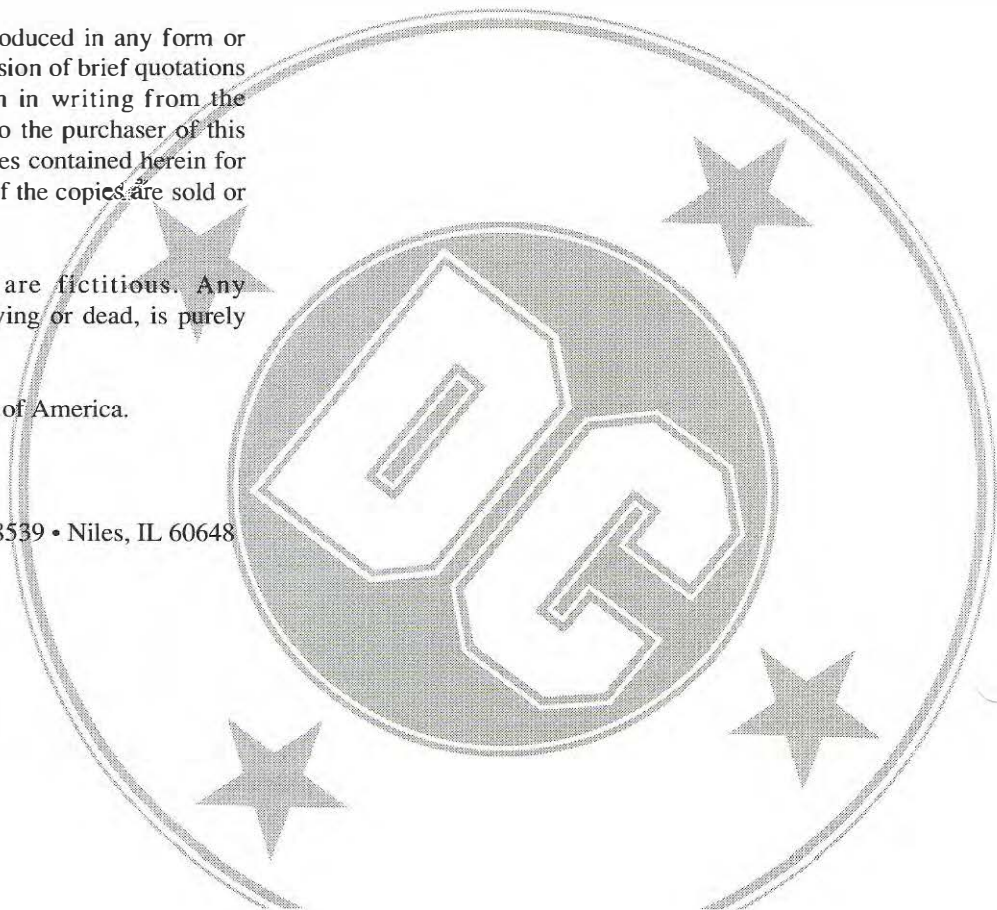 oduced in any form or
sion of brief quotations
n in writing from the
o the purchaser of this
es contained herein for
f the copies are sold or
are fictitious. Any
ving or dead, is purely
of America.
8539 • Niles, IL 60648
DC